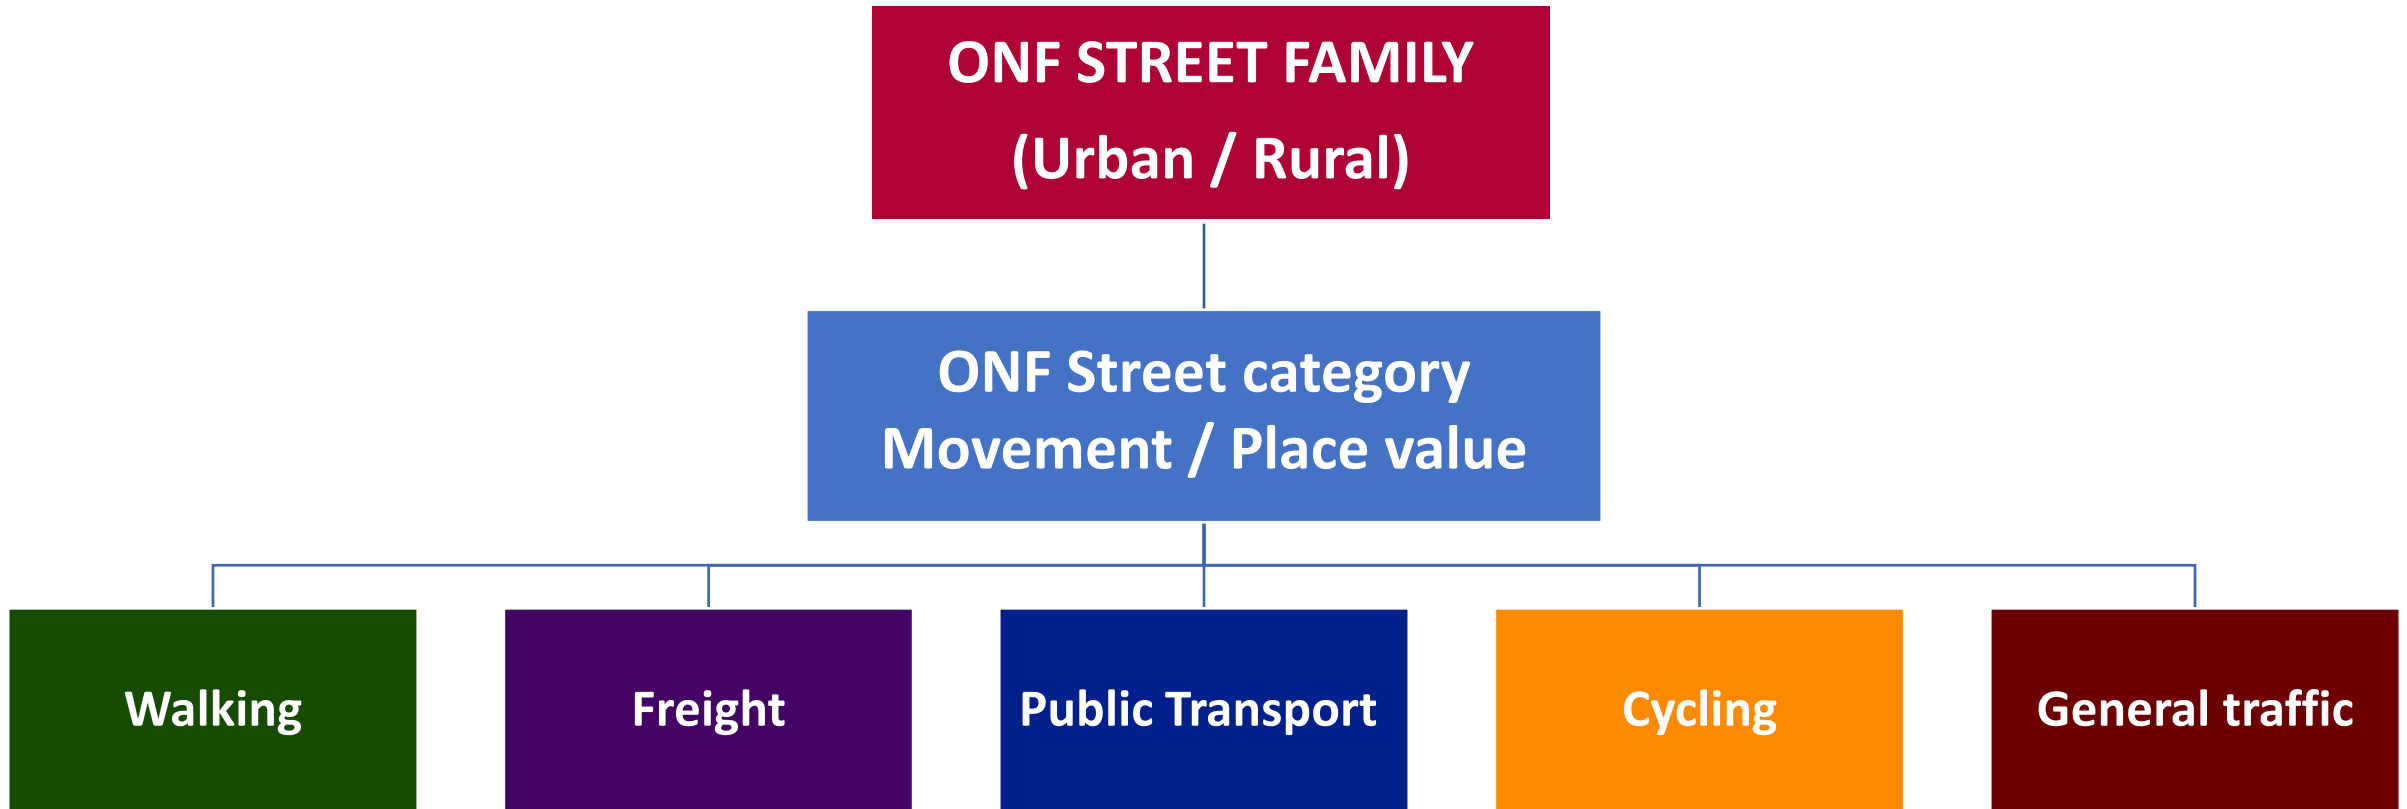 ONF STREET FAMILY
(Urban / Rural)
ONF Street category
Movement / Place value
Walking
Freight
Public Transport
Cycling
General traffic